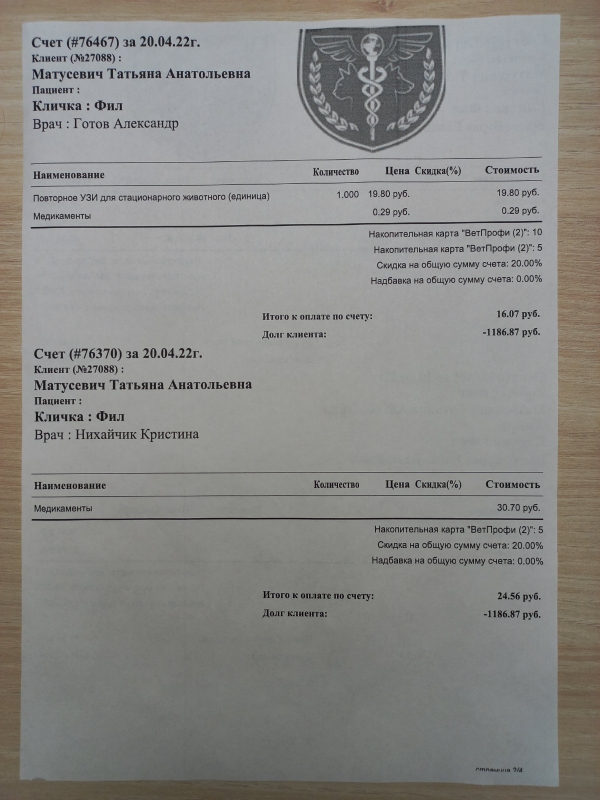 Счет (#76467) за 20.04.22г.
Клиент (№27088) :
Матусевич Татьяна Анатольевна
Пациент :
Кличка : Фил
Врач : Готов Александр
Наименование Количество Цена Скидка(%) Стоимость
Повторное УЗИ для стационарного животного (единица) 1.000 19.80 руб. 19.80 руб.
Медикаменты 0.29 руб. 0.29 руб.
Накопительная карта "ВетПрофи (2)": 10
Накопительная карта "ВетПрофи (2)": 5
Скидка на общую сумму счета: 20.00%
Надбавка на общую сумму счета: 0.00%
Итого к оплате по счету: 16.07 руб.
Долг клиента: -1186.87 руб.
Счет (#76370) за 20.04.22г.
Клиент (№27088) :
Матусевич Татьяна Анатольевна
Пациент :
Кличка : Фил
Врач : Нихайчик Кристина
Наименование Количество Цена Скидка(%) Стоимость
Медикаменты 30.70 руб.
Накопительная карта "ВетПрофи (2)": 5
Скидка на общую сумму счета: 20.00%
Надбавка на общую сумму счета: 0.00%
Итого к оплате по счету: 24.56 руб.
Долг клиента: -1186.87 руб.